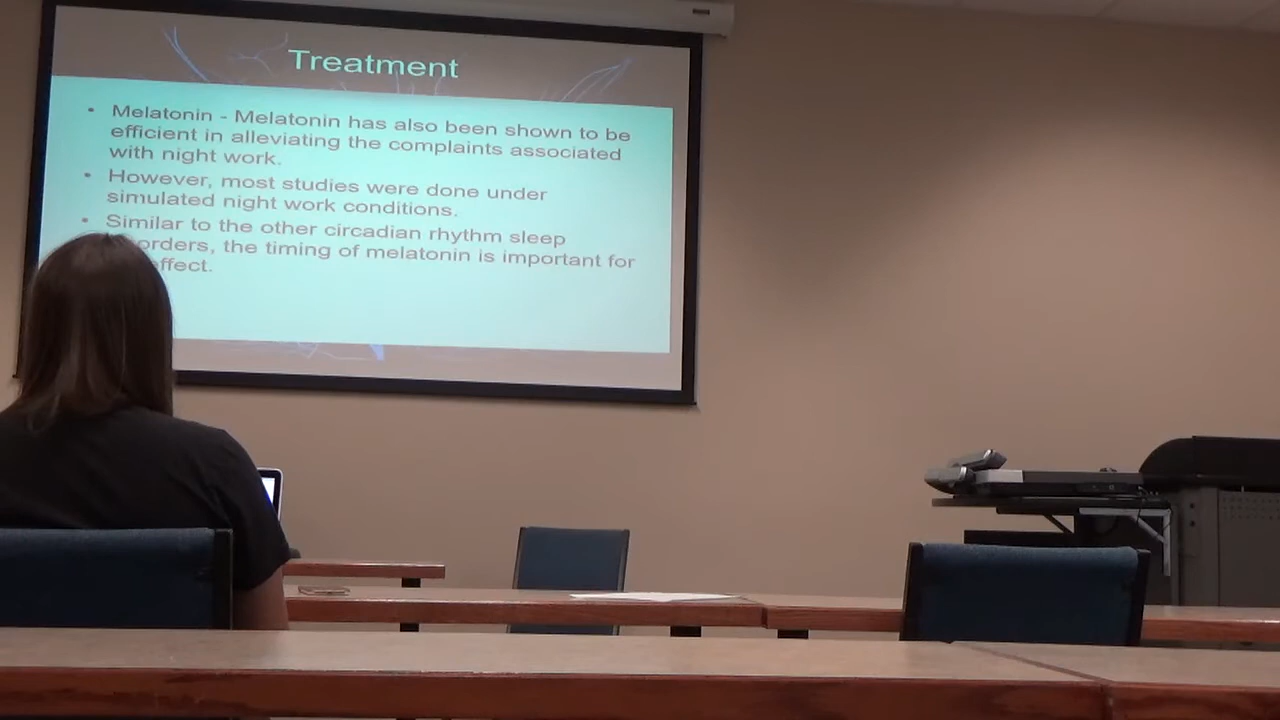 Treatment
• Melatonin - Melatonin has also been shown to be
efficient in alleviating the complaints associated
with night work.
• However, most studies were done under
simulated night work conditions.
• Similar to the other circadian rhythm sleep
orders, the timing of melatonin is important for
effect.